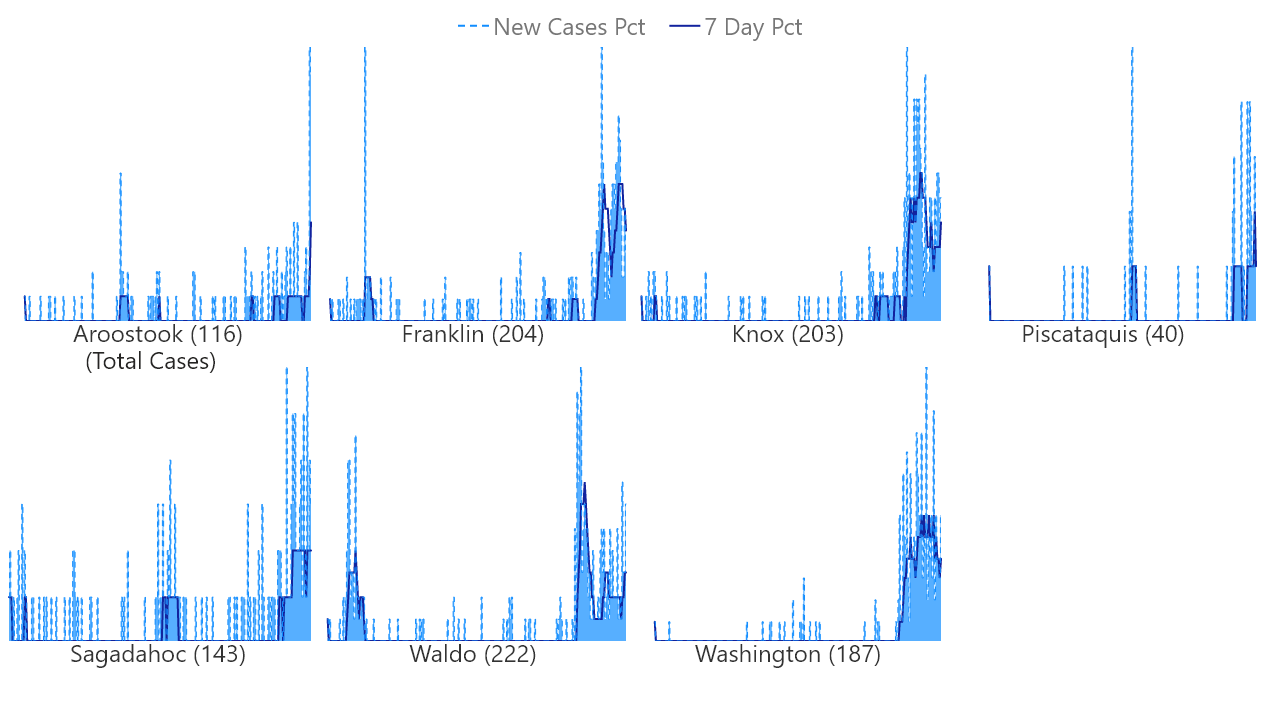 New Cases Pct 7 Day Pct
Aroostook (116)
(Total Cases)
Franklin (204)
Knox (203)
Piscataquis (40)
Sagadahoc (143)
Waldo (222)
Washington (187)